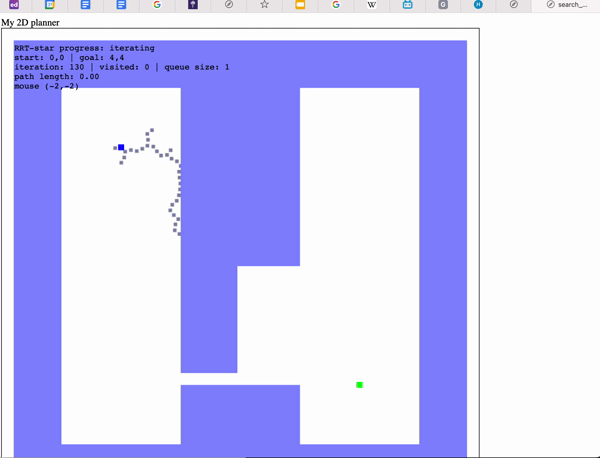 search_...
My 2D planner
RRT-star progress: iterating
start: 0,0 | goal: 4,4
iteration: 130 | visited: 0 | queue size: 1
path length: 0.00
mouse (-2,-2)